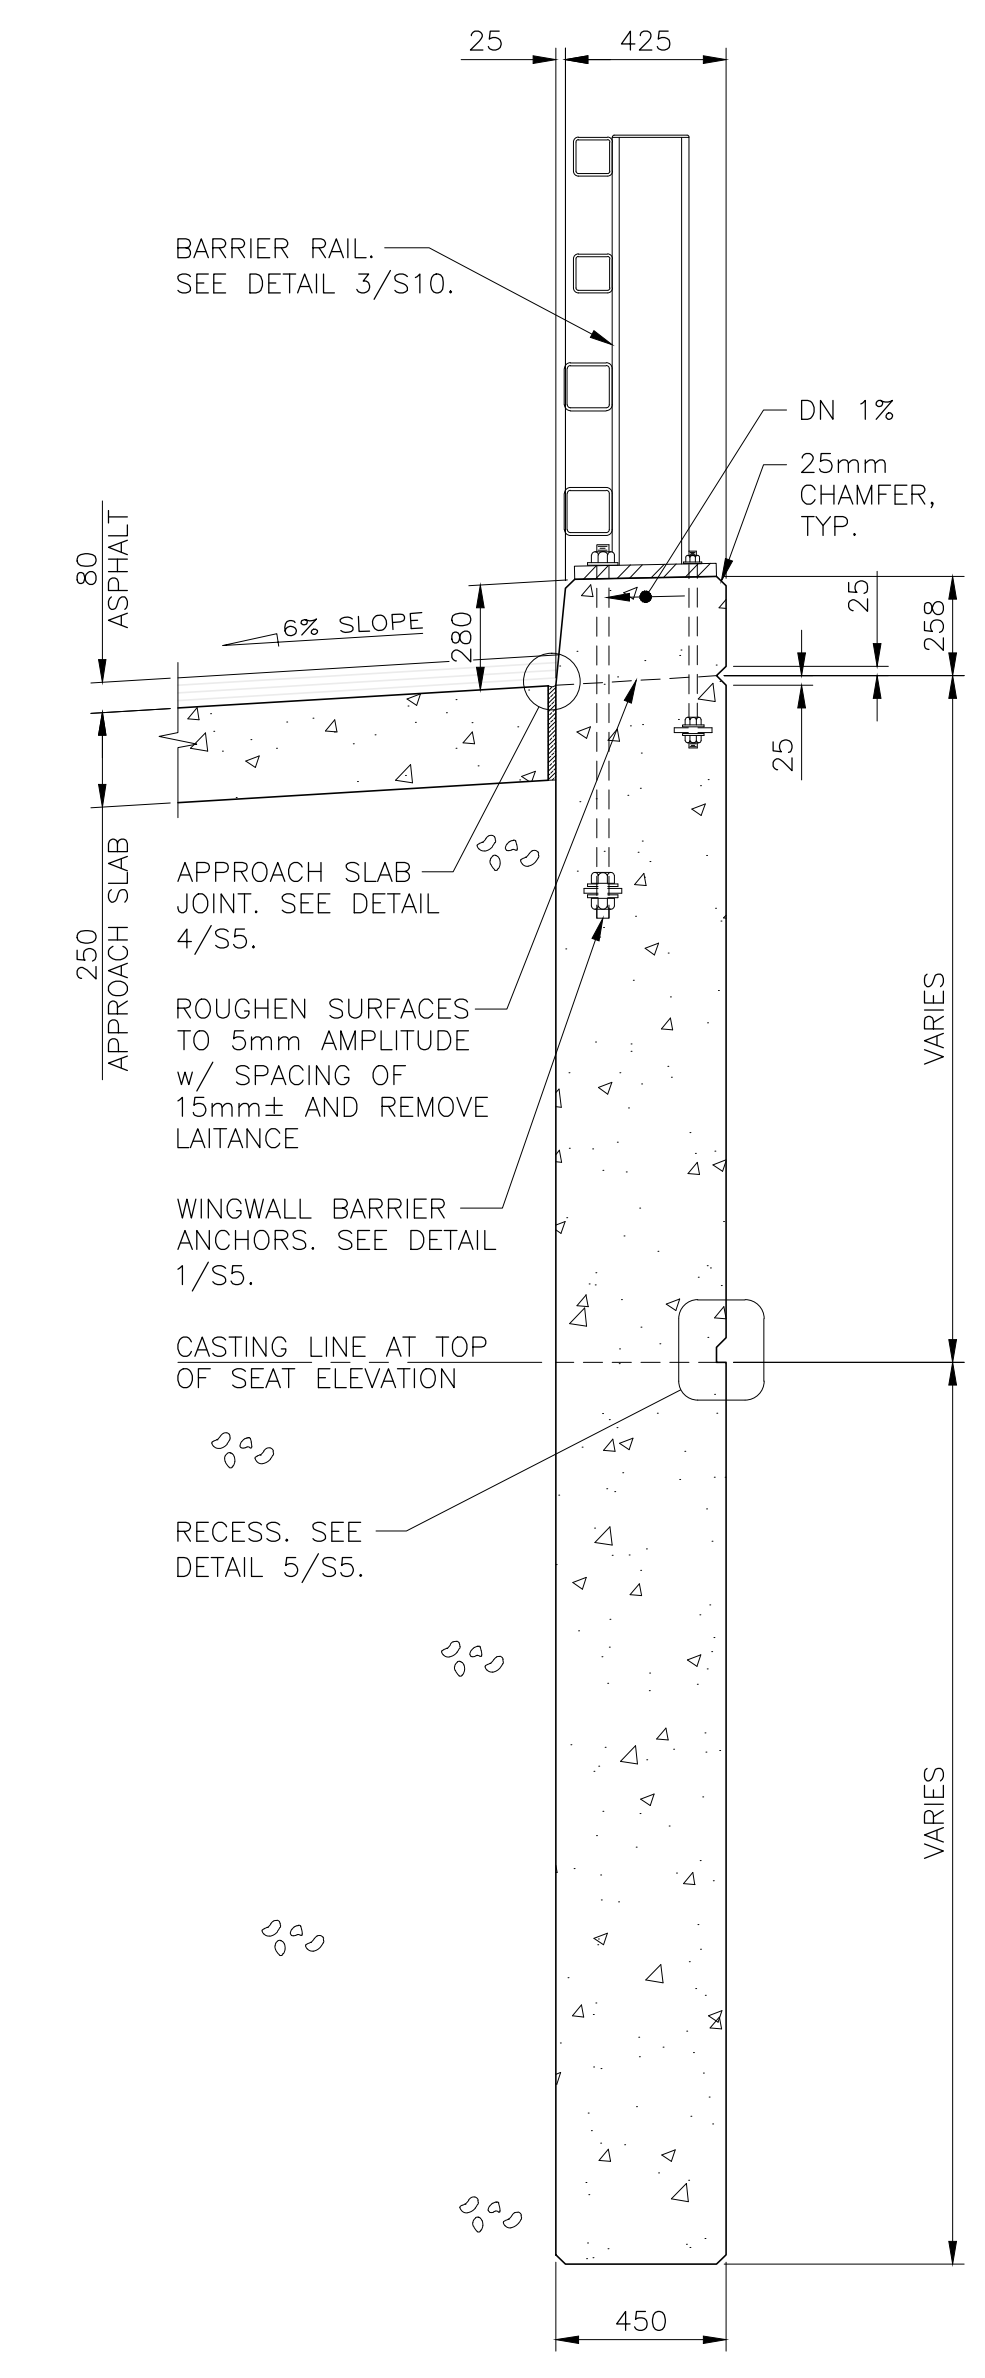 25
425
BARRIER RAIL.
SEE DETAIL 3/S10.
DN 1%
25mm
CHAMFER,
TYP.
80
ASPHALT
6% SLOPE
280
25
258
25
250
APPROACH SLAB
APPROACH SLAB
JOINT. SEE DETAIL
4/S5.
ROUGHEN SURFACES
TO 5mm AMPLITUDE
w/ SPACING OF
15mm± AND REMOVE
LAITANCE
VARIES
WINGWALL BARRIER
ANCHORS. SEE DETAIL
1/S5.
CASTING LINE AT TOP
OF SEAT ELEVATION
RECESS. SEE
DETAIL 5/S5.
VARIES
450